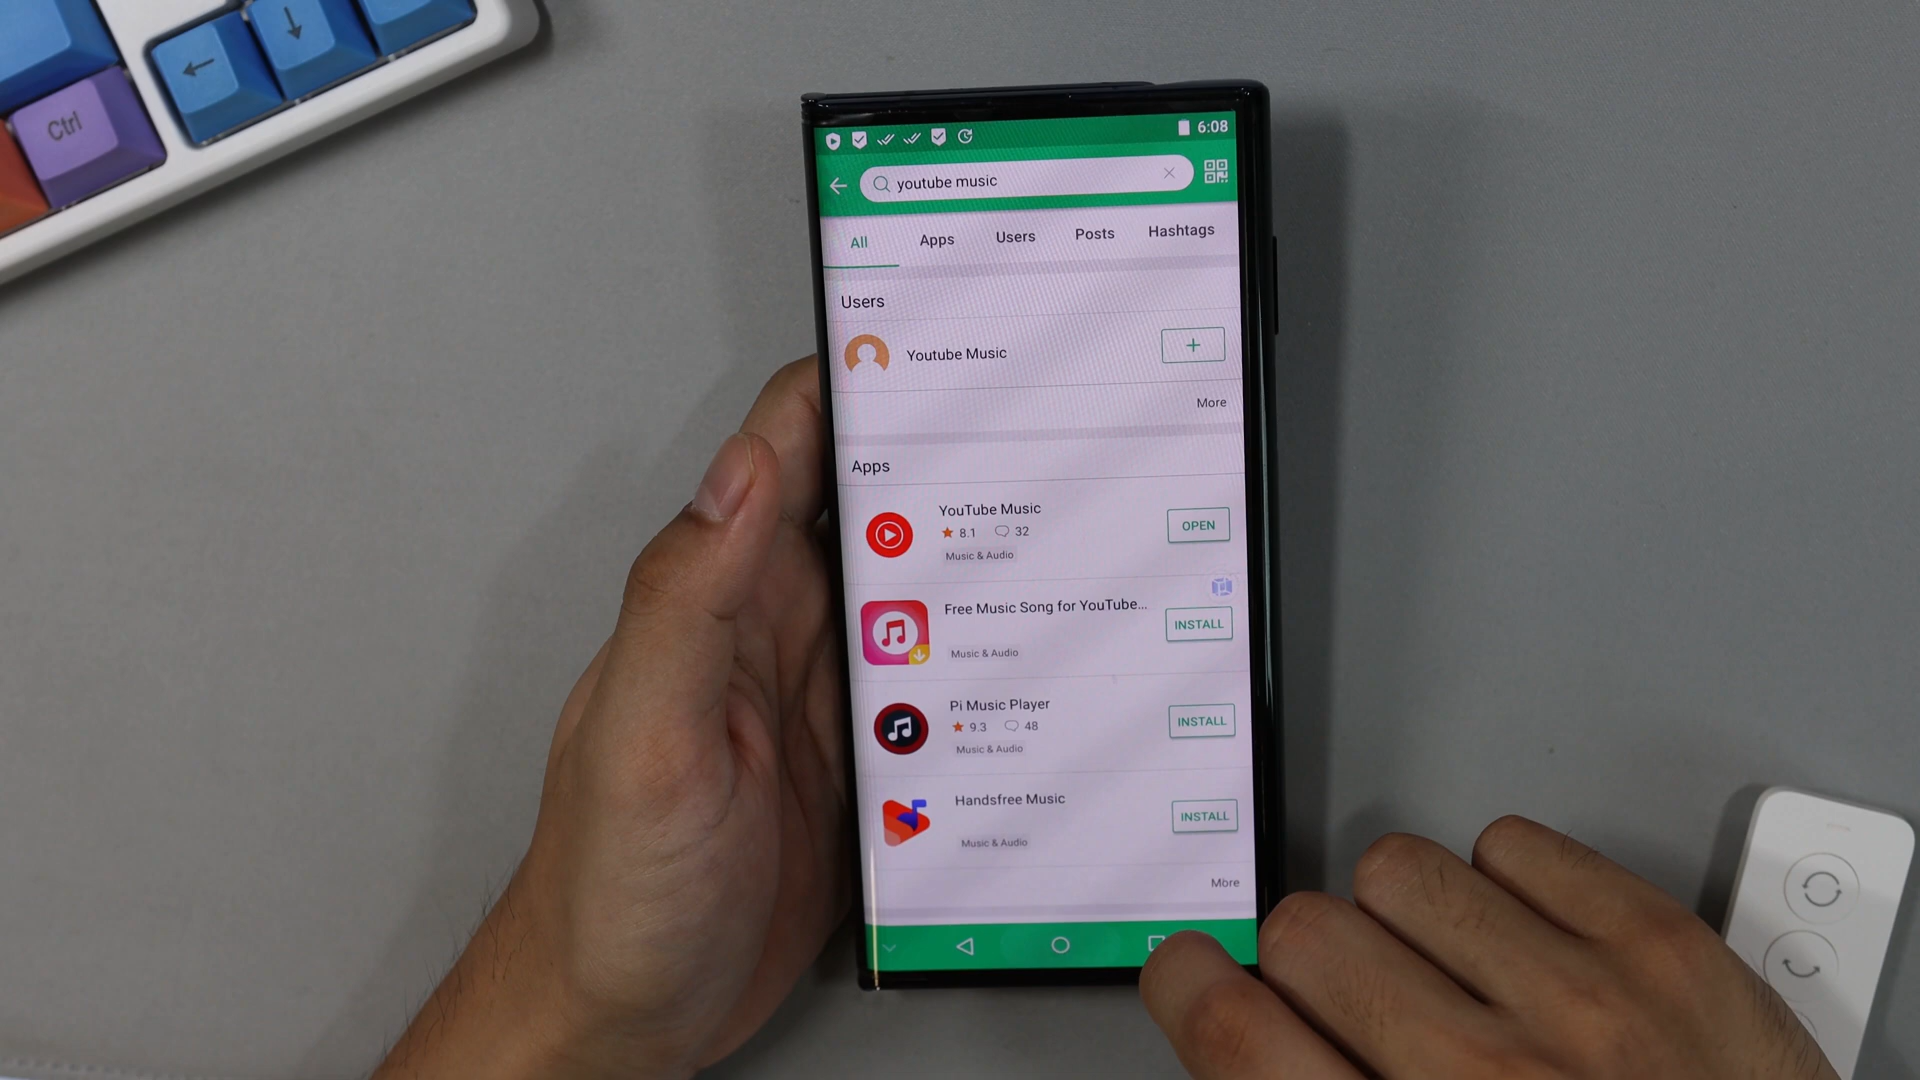 Ctrl
6:08
youtube music
All Apps Users Posts Hashtags
Users
Youtube Music
More
Apps
YouTube Music
8.1 32
Music & Audio
OPEN
Free Music Song for YouTube...
Music & Audio
INSTALL
Pi Music Player
9.3 48
Music & Audio
INSTALL
Handsfree Music
Music & Audio
INSTALL
More